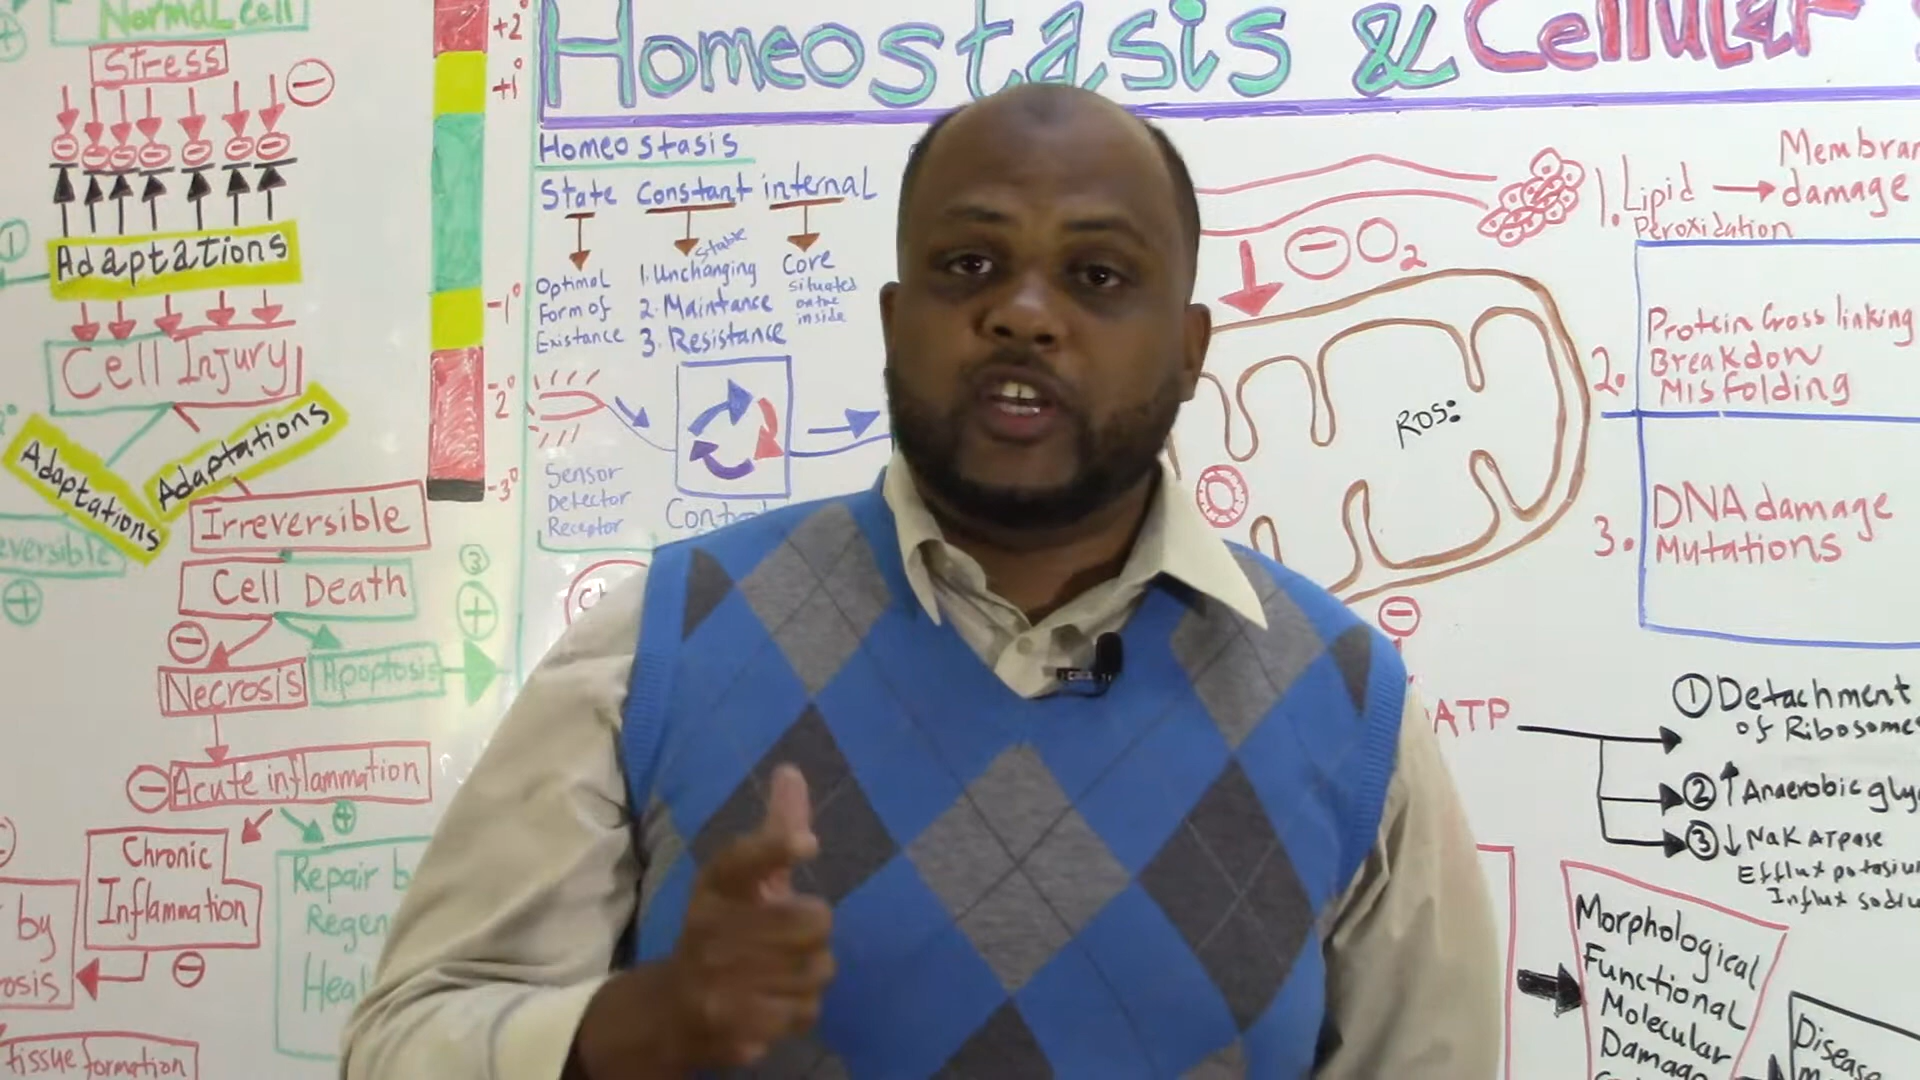 Homeostasis & Cellular
Normal cell
Stress
Adaptations
Cell Injury
Adaptations
Adaptations
Irreversible
Cell Death
Necrosis
Apoptosis
Acute inflammation
Chronic
Inflammation
Repair
Regen
Heal
by
osis
tissue formation
+2°
+1°
-1°
-2°
-3°
Homeostasis
State Constant internal
Optimal
Form of
Existance
stable
1. Unchanging
2. Maintance
3. Resistance
Core
situated
on the
inside
Sensor
Detector
Receptor
O2
ROS:
1. Lipid → Membran
Peroxidation damage
2. Protein Cross linking
Breakdow
Misfolding
3. DNA damage
Mutations
ATP
1 Detachment
of Ribosomes
2 ↑ Anaerobic gly
3 ↓ Nak ATpase
Efflux potasiu
Influx sodiu
Morphological
Functional
Molecular
Damage
Disease